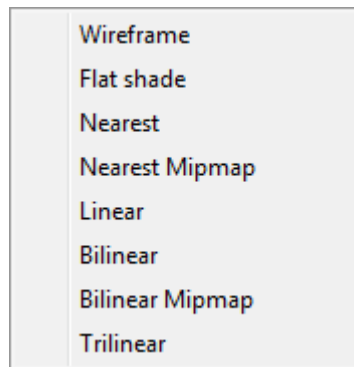 Wireframe
Flat shade
Nearest
Nearest Mipmap
Linear
Bilinear
Bilinear Mipmap
Trilinear